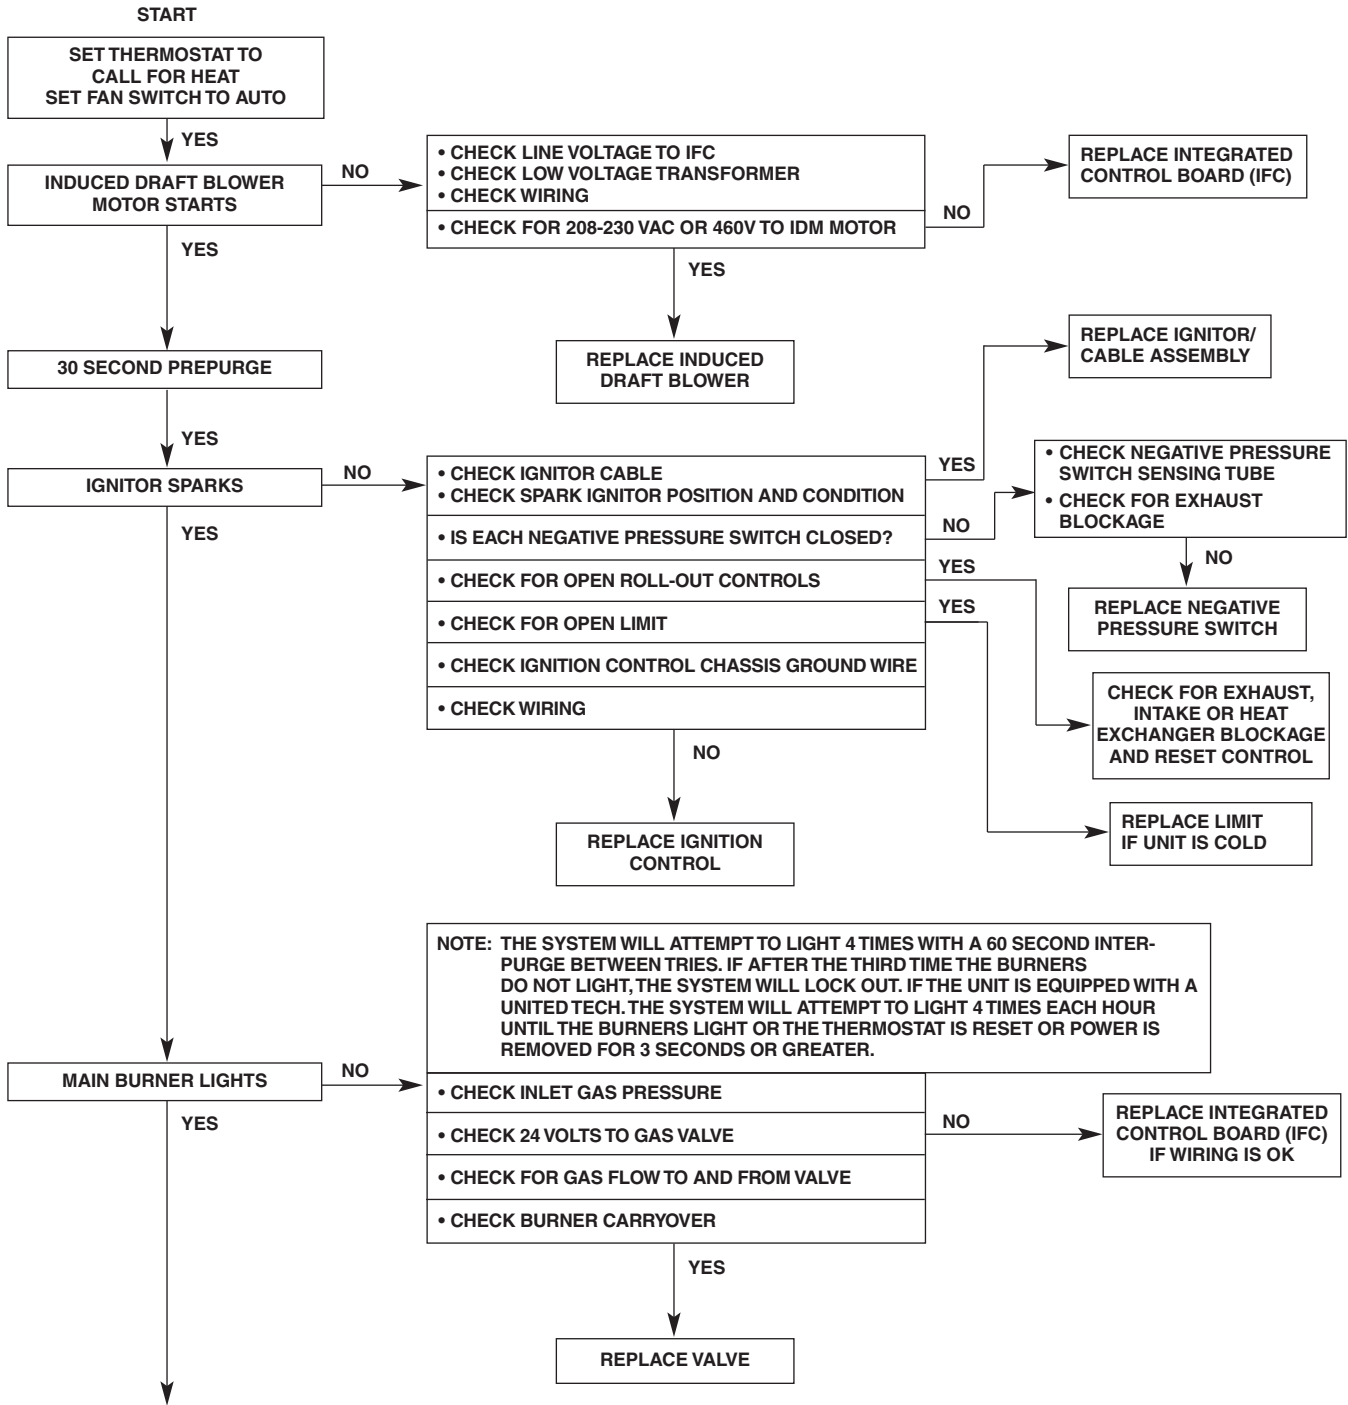 START
SET THERMOSTAT TO
CALL FOR HEAT
SET FAN SWITCH TO AUTO
YES
INDUCED DRAFT BLOWER
MOTOR STARTS
NO
• CHECK LINE VOLTAGE TO IFC
• CHECK LOW VOLTAGE TRANSFORMER
• CHECK WIRING
• CHECK FOR 208-230 VAC OR 460V TO IDM MOTOR
NO
REPLACE INTEGRATED
CONTROL BOARD (IFC)
YES
REPLACE INDUCED
DRAFT BLOWER
YES
30 SECOND PREPURGE
YES
IGNITOR SPARKS
NO
• CHECK IGNITOR CABLE
• CHECK SPARK IGNITOR POSITION AND CONDITION
YES
REPLACE IGNITOR/
CABLE ASSEMBLY
• IS EACH NEGATIVE PRESSURE SWITCH CLOSED?
NO
• CHECK NEGATIVE PRESSURE
SWITCH SENSING TUBE
• CHECK FOR EXHAUST
BLOCKAGE
NO
REPLACE NEGATIVE
PRESSURE SWITCH
• CHECK FOR OPEN ROLL-OUT CONTROLS
YES
CHECK FOR EXHAUST,
INTAKE OR HEAT
EXCHANGER BLOCKAGE
AND RESET CONTROL
• CHECK FOR OPEN LIMIT
YES
REPLACE LIMIT
IF UNIT IS COLD
• CHECK IGNITION CONTROL CHASSIS GROUND WIRE
• CHECK WIRING
NO
REPLACE IGNITION
CONTROL
YES
NOTE: THE SYSTEM WILL ATTEMPT TO LIGHT 4 TIMES WITH A 60 SECOND INTER-
PURGE BETWEEN TRIES. IF AFTER THE THIRD TIME THE BURNERS
DO NOT LIGHT, THE SYSTEM WILL LOCK OUT. IF THE UNIT IS EQUIPPED WITH A
UNITED TECH. THE SYSTEM WILL ATTEMPT TO LIGHT 4 TIMES EACH HOUR
UNTIL THE BURNERS LIGHT OR THE THERMOSTAT IS RESET OR POWER IS
REMOVED FOR 3 SECONDS OR GREATER.
MAIN BURNER LIGHTS
NO
• CHECK INLET GAS PRESSURE
• CHECK 24 VOLTS TO GAS VALVE
NO
REPLACE INTEGRATED
CONTROL BOARD (IFC)
IF WIRING IS OK
• CHECK FOR GAS FLOW TO AND FROM VALVE
• CHECK BURNER CARRYOVER
YES
REPLACE VALVE
YES